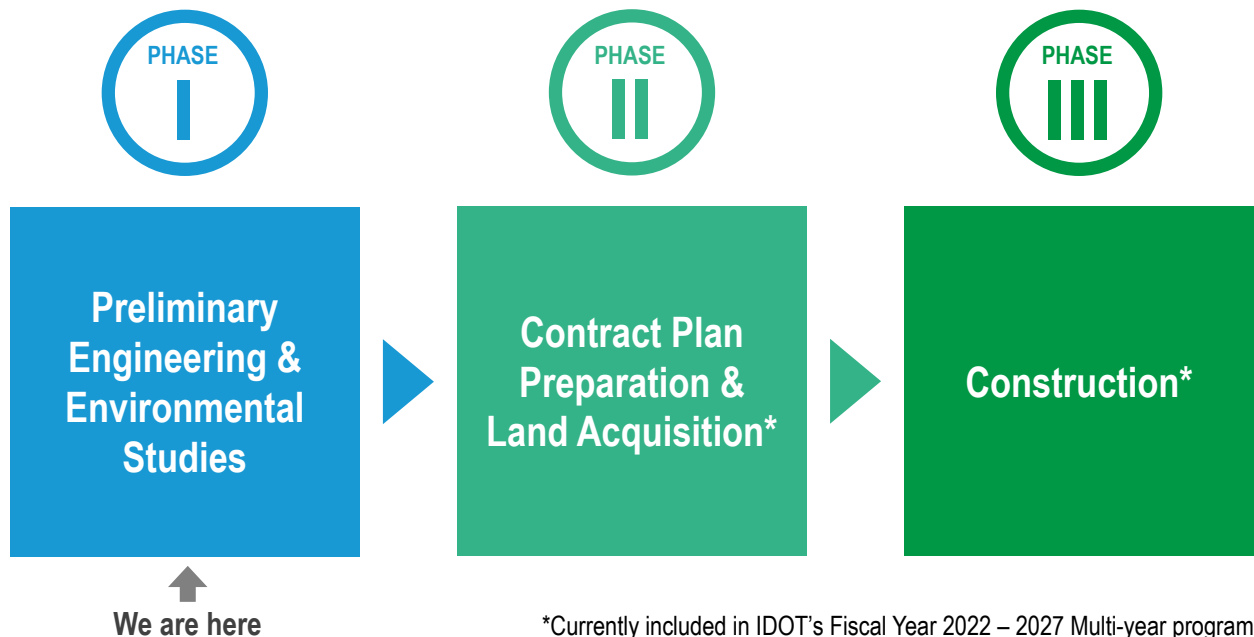 PHASE
I
PHASE
II
PHASE
III
Preliminary
Engineering &
Environmental
Studies
Contract Plan
Preparation &
Land Acquisition*
Construction*
We are here
*Currently included in IDOT's Fiscal Year 2022 – 2027 Multi-year program